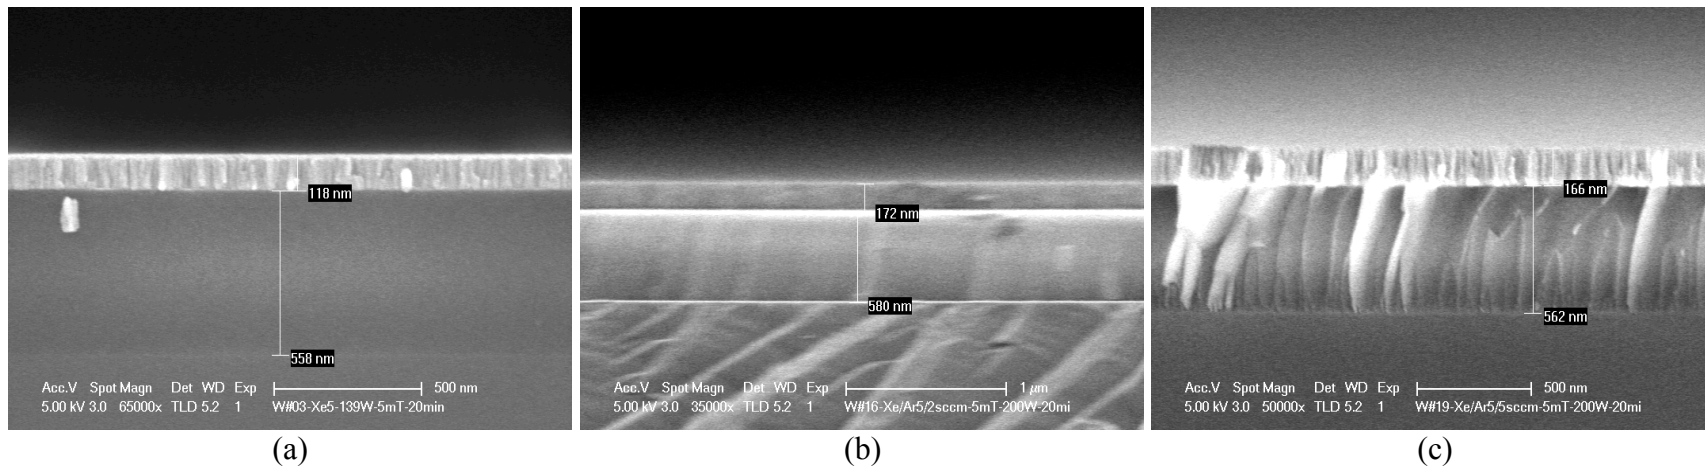 118 nm
558 nm
Acc.V Spot Magn Det WD Exp 500 nm
5.00 kV 3.0 65000x TLD 5.2 1 W#03-Xe5-139W-5mT-20min
(a)
172 nm
580 nm
Acc.V Spot Magn Det WD Exp 1 µm
5.00 kV 3.0 35000x TLD 5.2 1 W#16-Xe/Ar5/2sccm-5mT-200W-20mi
(b)
166 nm
562 nm
Acc.V Spot Magn Det WD Exp 500 nm
5.00 kV 3.0 50000x TLD 5.2 1 W#19-Xe/Ar5/5sccm-5mT-200W-20mi
(c)